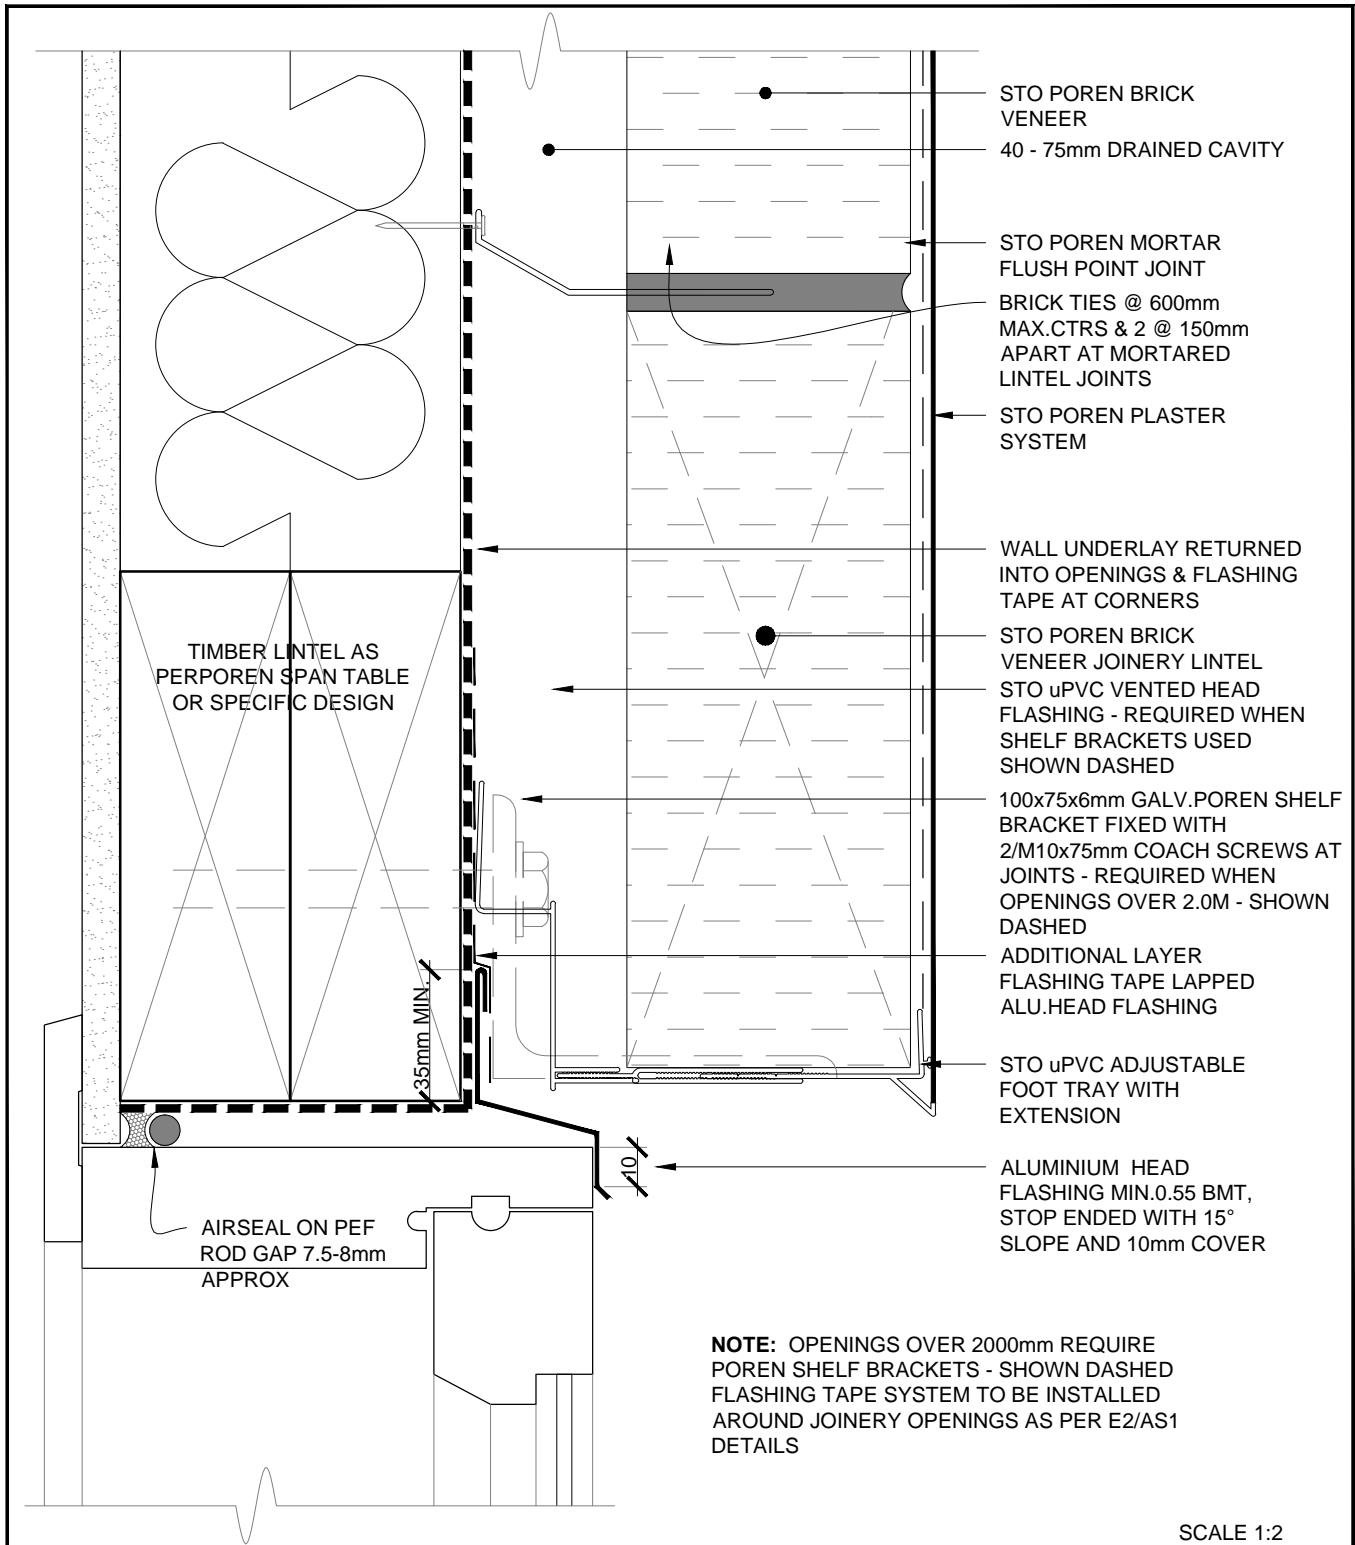 STO POREN BRICK
VENEER
40 - 75mm DRAINED CAVITY
STO POREN MORTAR
FLUSH POINT JOINT
BRICK TIES @ 600mm
MAX.CTRS & 2 @ 150mm
APART AT MORTARED
LINTEL JOINTS
STO POREN PLASTER
SYSTEM
WALL UNDERLAY RETURNED
INTO OPENINGS & FLASHING
TAPE AT CORNERS
STO POREN BRICK
VENEER JOINERY LINTEL
STO uPVC VENTED HEAD
FLASHING - REQUIRED WHEN
SHELF BRACKETS USED
SHOWN DASHED
100x75x6mm GALV.POREN SHELF
BRACKET FIXED WITH
2/M10x75mm COACH SCREWS AT
JOINTS - REQUIRED WHEN
OPENINGS OVER 2.0M - SHOWN
DASHED
ADDITIONAL LAYER
FLASHING TAPE LAPPED
ALU.HEAD FLASHING
STO uPVC ADJUSTABLE
FOOT TRAY WITH
EXTENSION
ALUMINIUM  HEAD
FLASHING MIN.0.55 BMT,
STOP ENDED WITH 15°
SLOPE AND 10mm COVER
TIMBER LINTEL AS
PERPOREN SPAN TABLE
OR SPECIFIC DESIGN
35mm MIN.
10
AIRSEAL ON PEF
ROD GAP 7.5-8mm
APPROX
NOTE:  OPENINGS OVER 2000mm REQUIRE
POREN SHELF BRACKETS - SHOWN DASHED
FLASHING TAPE SYSTEM TO BE INSTALLED
AROUND JOINERY OPENINGS AS PER E2/AS1
DETAILS
SCALE 1:2